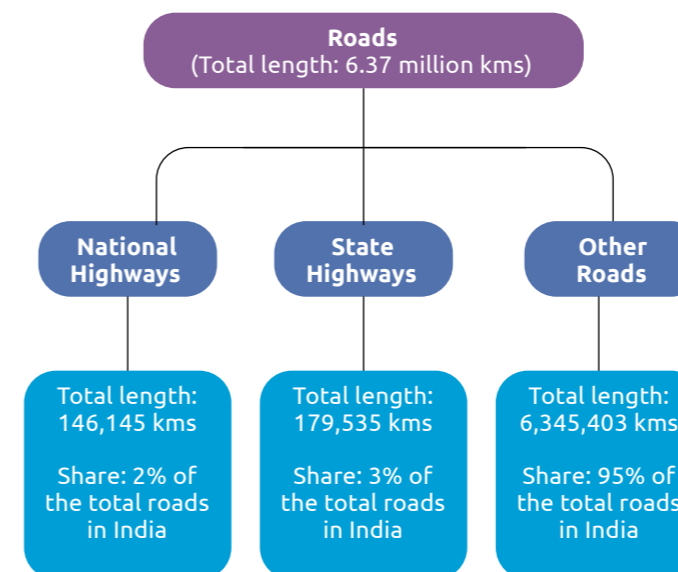 Roads
(Total length: 6.37 million kms)
National
Highways
State
Highways
Other
Roads
Total length:
146,145 kms
Share: 2% of
the total roads
in India
Total length:
179,535 kms
Share: 3% of
the total roads
in India
Total length:
6,345,403 kms
Share: 95% of
the total roads
in India